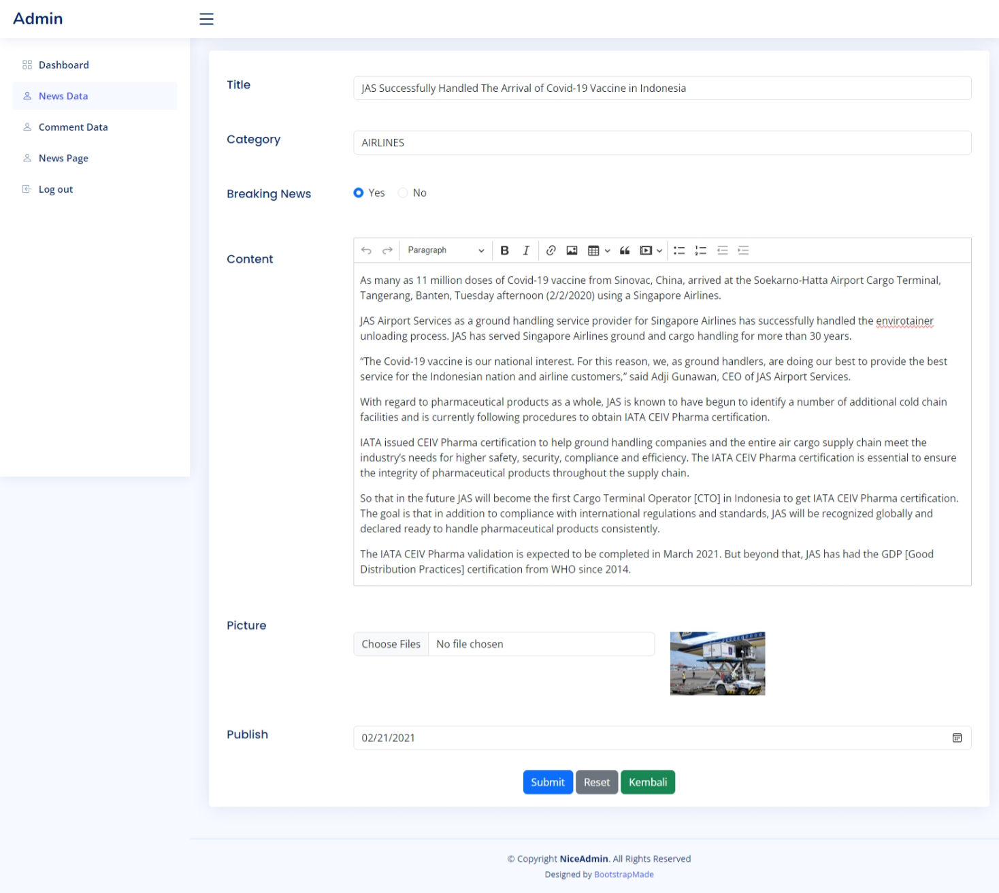 Admin
Dashboard
News Data
Comment Data
News Page
Log out
Title
JAS Successfully Handled The Arrival of Covid-19 Vaccine in Indonesia
Category
AIRLINES
Breaking News
Yes
No
Content
Paragraph
As many as 11 million doses of Covid-19 vaccine from Sinovac, China, arrived at the Soekarno-Hatta Airport Cargo Terminal,
Tangerang, Banten, Tuesday afternoon (2/2/2020) using a Singapore Airlines.
JAS Airport Services as a ground handling service provider for Singapore Airlines has successfully handled the envirotainer
unloading process. JAS has served Singapore Airlines ground and cargo handling for more than 30 years.
“The Covid-19 vaccine is our national interest. For this reason, we, as ground handlers, are doing our best to provide the best
service for the Indonesian nation and airline customers,” said Adji Gunawan, CEO of JAS Airport Services.
With regard to pharmaceutical products as a whole, JAS is known to have begun to identify a number of additional cold chain
facilities and is currently following procedures to obtain IATA CEIV Pharma certification.
IATA issued CEIV Pharma certification to help ground handling companies and the entire air cargo supply chain meet the
industry’s needs for higher safety, security, compliance and efficiency. The IATA CEIV Pharma certification is essential to ensure
the integrity of pharmaceutical products throughout the supply chain.
So that in the future JAS will become the first Cargo Terminal Operator [CTO] in Indonesia to get IATA CEIV Pharma certification.
The goal is that in addition to compliance with international regulations and standards, JAS will be recognized globally and
declared ready to handle pharmaceutical products consistently.
The IATA CEIV Pharma validation is expected to be completed in March 2021. But beyond that, JAS has had the GDP [Good
Distribution Practices] certification from WHO since 2014.
Picture
Choose Files
No file chosen
Publish
02/21/2021
Submit
Reset
Kembali
© Copyright NiceAdmin. All Rights Reserved
Designed by BootstrapMade